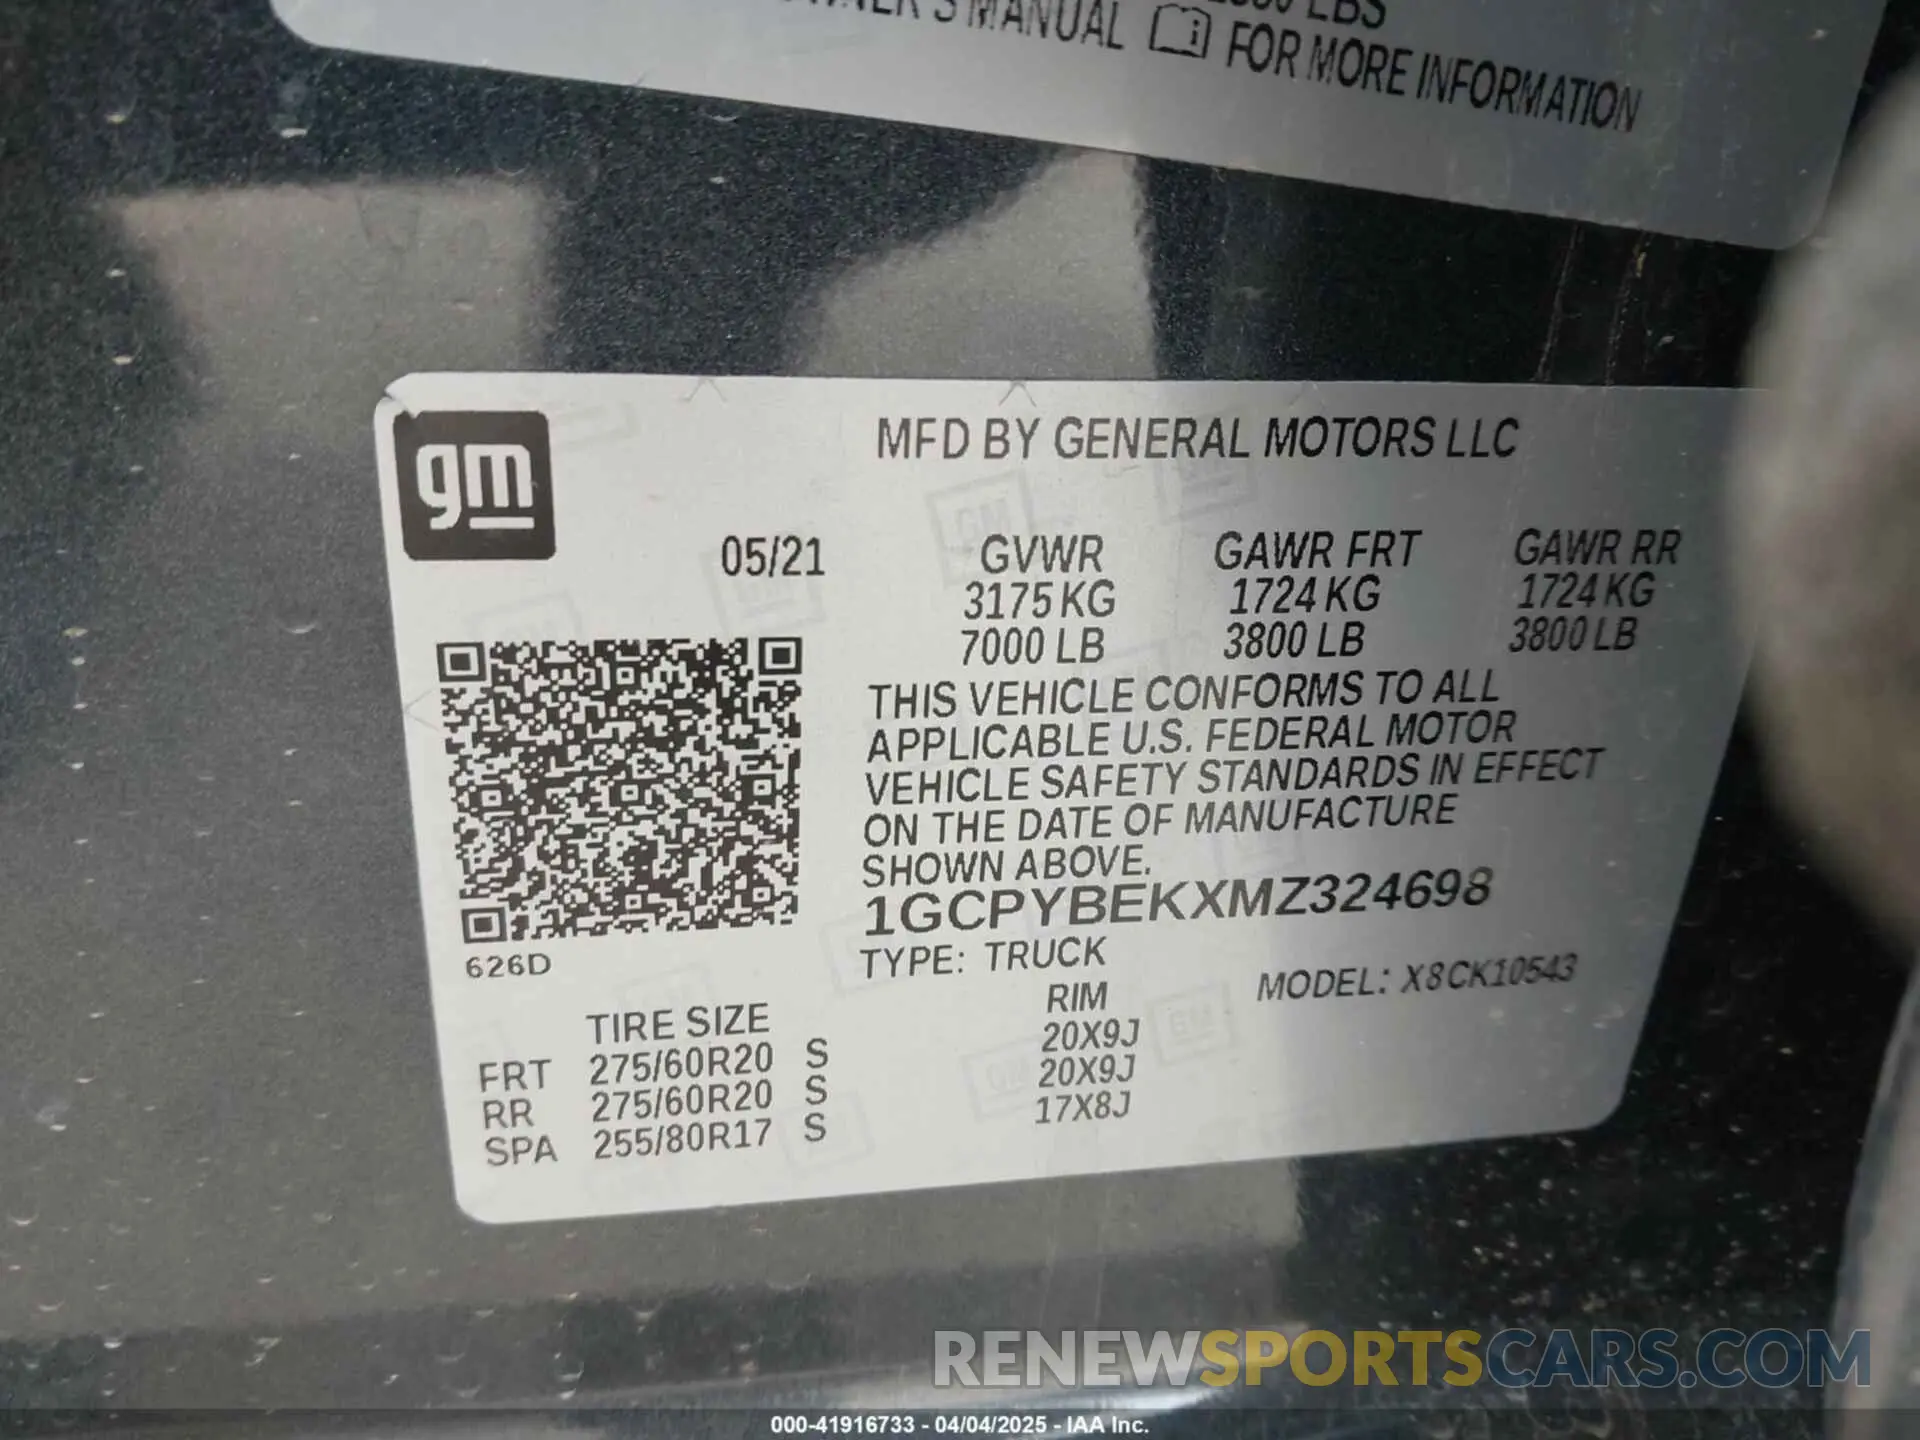 LBS
MANUAL i FOR MORE INFORMATION
gm
MFD BY GENERAL MOTORS LLC
05/21 GVWR GAWR FRT GAWR RR
3175 KG 1724 KG 1724 KG
7000 LB 3800 LB 3800 LB
THIS VEHICLE CONFORMS TO ALL
APPLICABLE U.S. FEDERAL MOTOR
VEHICLE SAFETY STANDARDS IN EFFECT
ON THE DATE OF MANUFACTURE
SHOWN ABOVE.
1GCPYBEKXMZ324698
626D
TYPE: TRUCK MODEL: X8CK10543
TIRE SIZE RIM
FRT 275/60R20 S 20X9J
RR 275/60R20 S 20X9J
SPA 255/80R17 S 17X8J
RENEWSPORTSCARS.COM
000-41916733 - 04/04/2025 - IAA Inc.